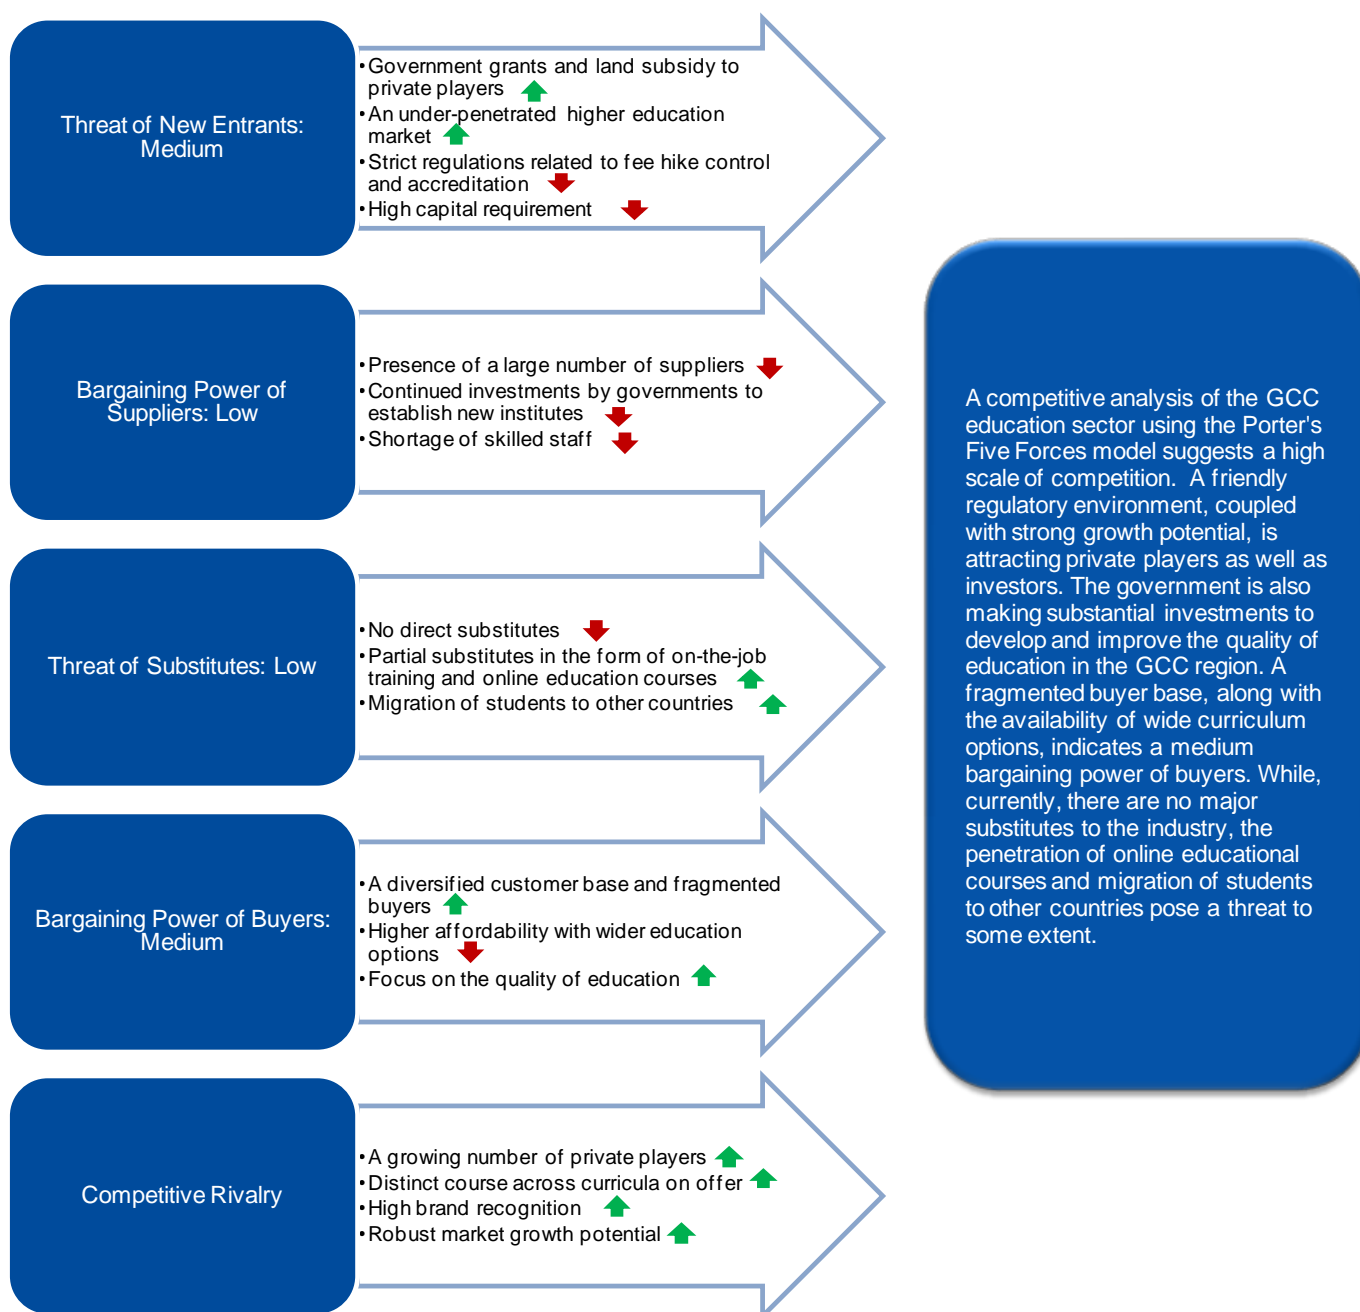 Threat of New Entrants:
Medium
•Government grants and land subsidy to
private players
•An under-penetrated higher education
market
•Strict regulations related to fee hike control
and accreditation
•High capital requirement
Bargaining Power of
Suppliers: Low
•Presence of a large number of suppliers
•Continued investments by governments to
establish new institutes
•Shortage of skilled staff
Threat of Substitutes: Low
•No direct substitutes
•Partial substitutes in the form of on-the-job
training and online education courses
•Migration of students to other countries
Bargaining Power of Buyers:
Medium
•A diversified customer base and fragmented
buyers
•Higher affordability with wider education
options
•Focus on the quality of education
Competitive Rivalry
•A growing number of private players
•Distinct course across curricula on offer
•High brand recognition
•Robust market growth potential
A competitive analysis of the GCC
education sector using the Porter's
Five Forces model suggests a high
scale of competition. A friendly
regulatory environment, coupled
with strong growth potential, is
attracting private players as well as
investors. The government is also
making substantial investments to
develop and improve the quality of
education in the GCC region. A
fragmented buyer base, along with
the availability of wide curriculum
options, indicates a medium
bargaining power of buyers. While,
currently, there are no major
substitutes to the industry, the
penetration of online educational
courses and migration of students
to other countries pose a threat to
some extent.